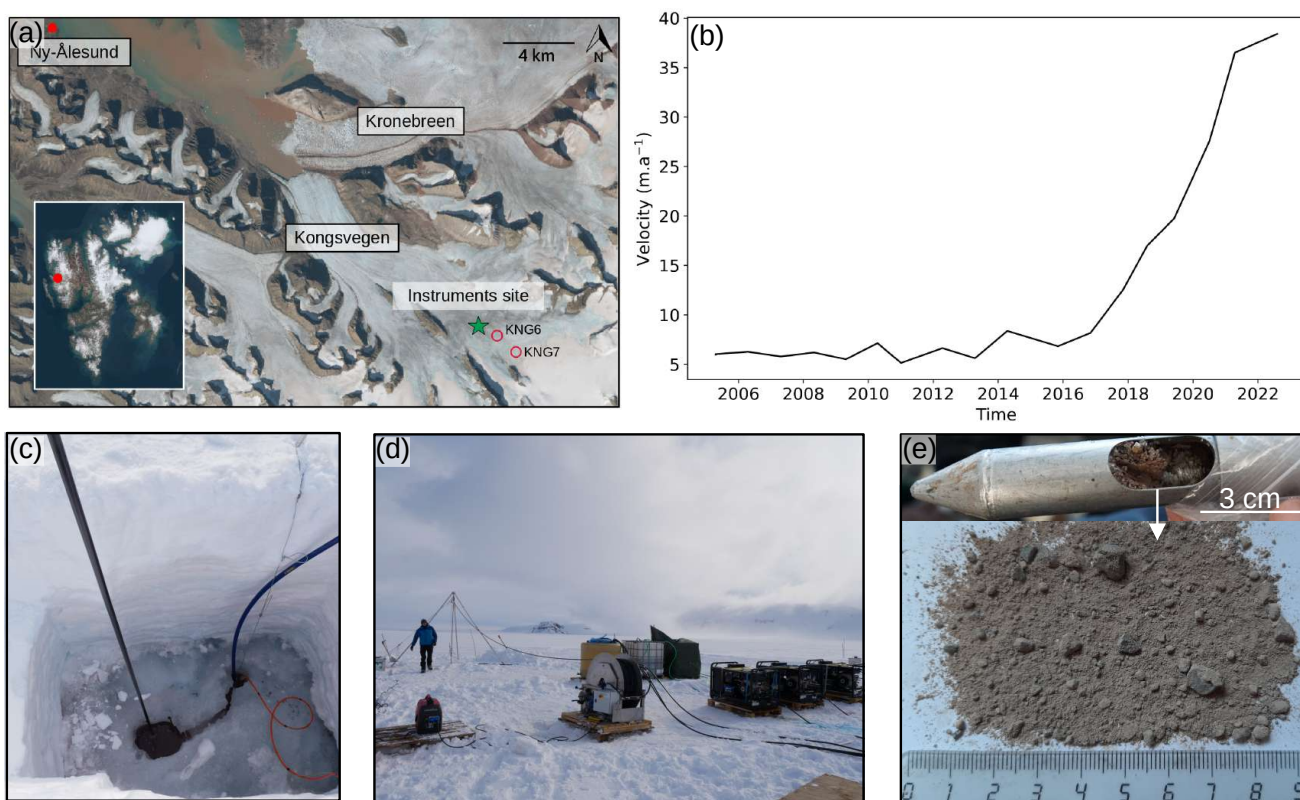 (a)
Ny-Ålesund
4 km
N
Kronebreen
Kongsvegen
Instruments site
KNG6
KNG7
(b)
Velocity (m.a⁻¹)
40
35
30
25
20
15
10
5
2006 2008 2010 2012 2014 2016 2018 2020 2022
Time
(c)
(d)
(e)
3 cm
0 1 2 3 4 5 6 7 8 9